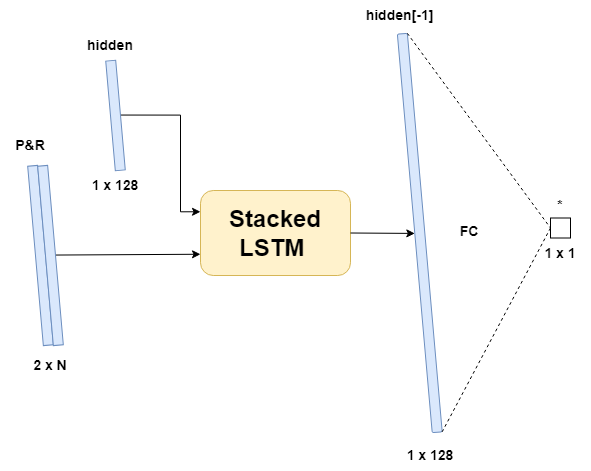 hidden[-1]
hidden
P&R
1 x 128
Stacked
LSTM
FC
*
1 x 1
2 x N
1 x 128